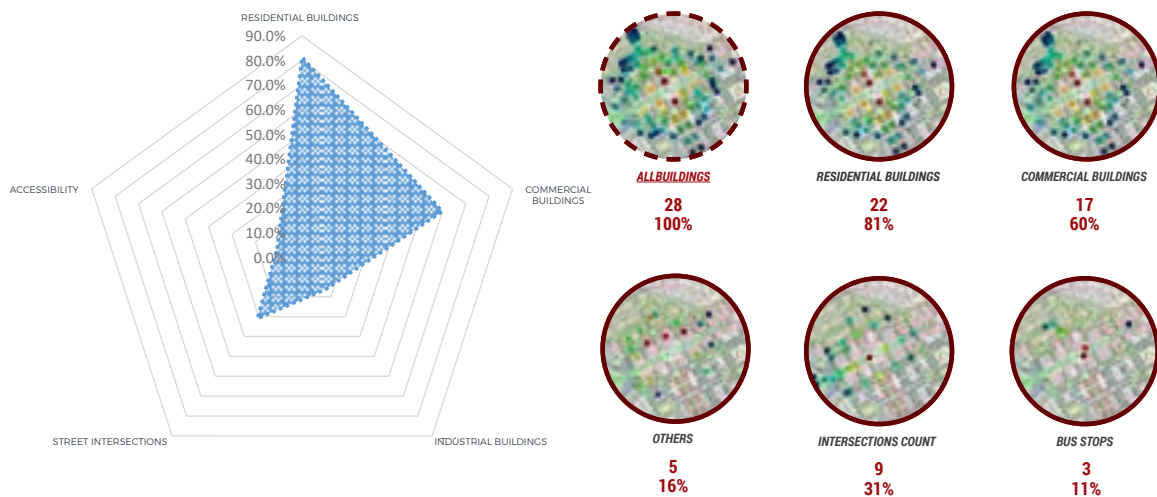 RESIDENTIAL BUILDINGS
90.0%
80.0%
70.0%
60.0%
50.0%
40.0%
30.0%
20.0%
10.0%
0.0%
ACCESSIBILITY
COMMERCIAL
BUILDINGS
STREET INTERSECTIONS
INDUSTRIAL BUILDINGS
ALLBUILDINGS
28
100%
RESIDENTIAL BUILDINGS
22
81%
COMMERCIAL BUILDINGS
17
60%
OTHERS
5
16%
INTERSECTIONS COUNT
9
31%
BUS STOPS
3
11%